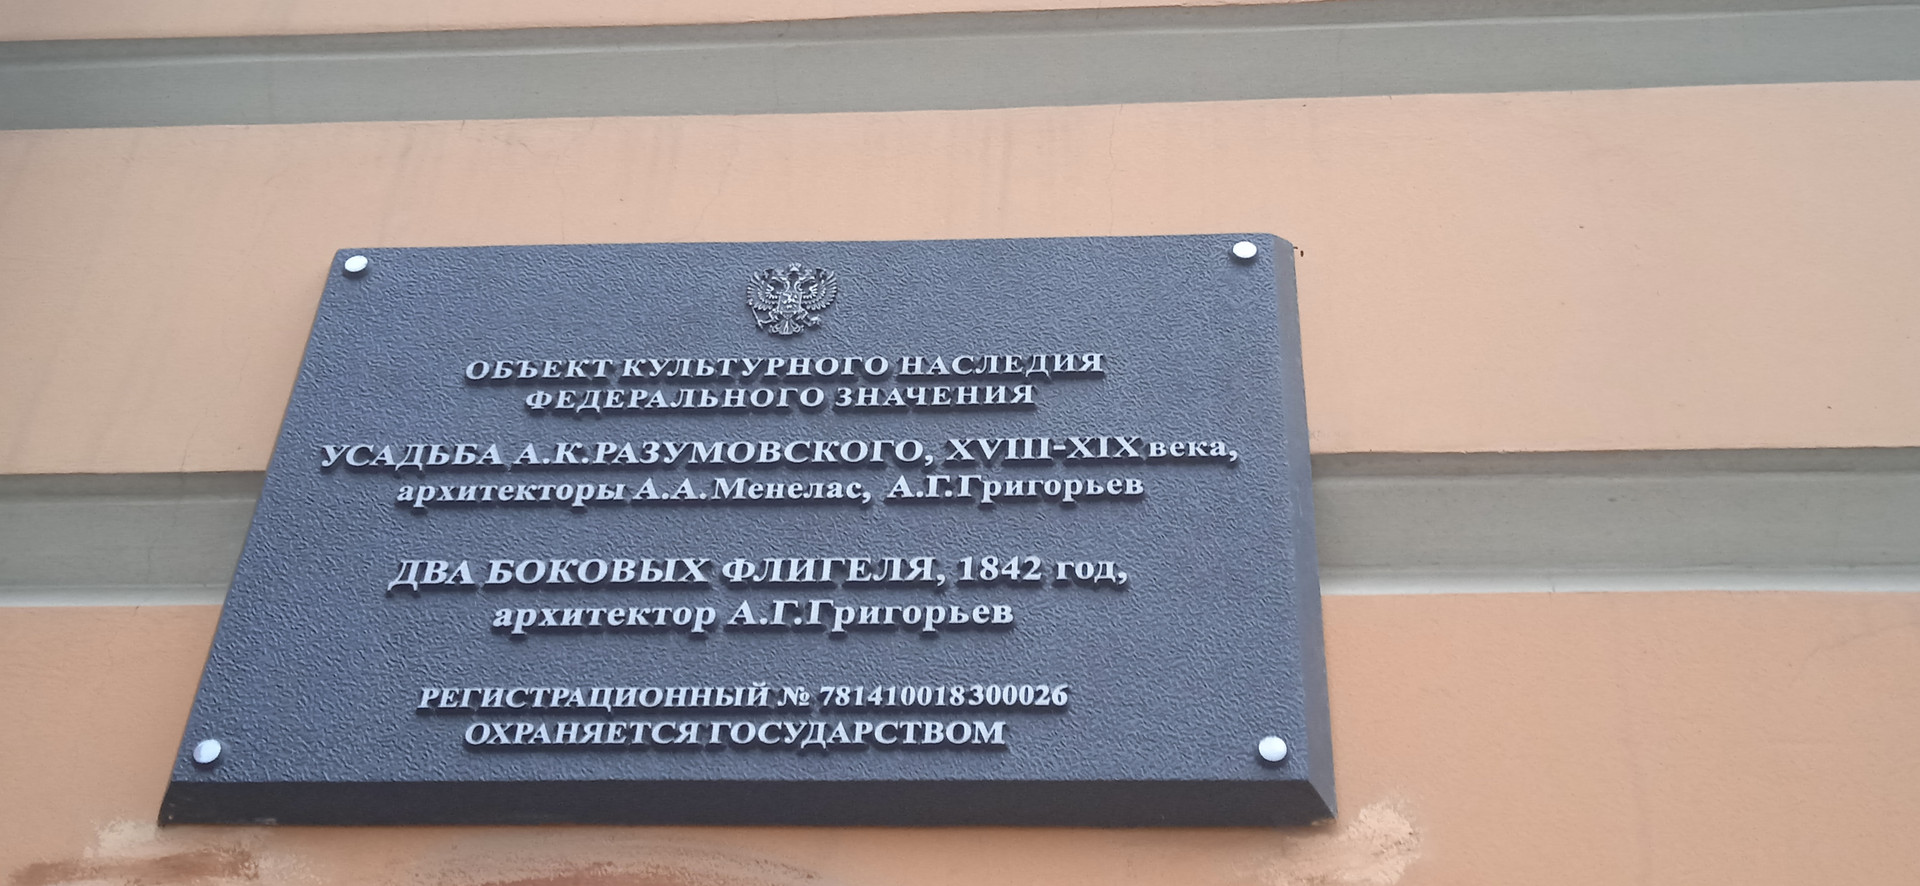 ОБЪЕКТ КУЛЬТУРНОГО НАСЛЕДИЯ
ФЕДЕРАЛЬНОГО ЗНАЧЕНИЯ
УСАДЬБА А.К.РАЗУМОВСКОГО, XVIII-XIX века,
архитекторы А.А.Менелас, А.Г.Григорьев
ДВА БОКОВЫХ ФЛИГЕЛЯ, 1842 год,
архитектор А.Г.Григорьев
РЕГИСТРАЦИОННЫЙ № 781410018300026
ОХРАНЯЕТСЯ ГОСУДАРСТВОМ